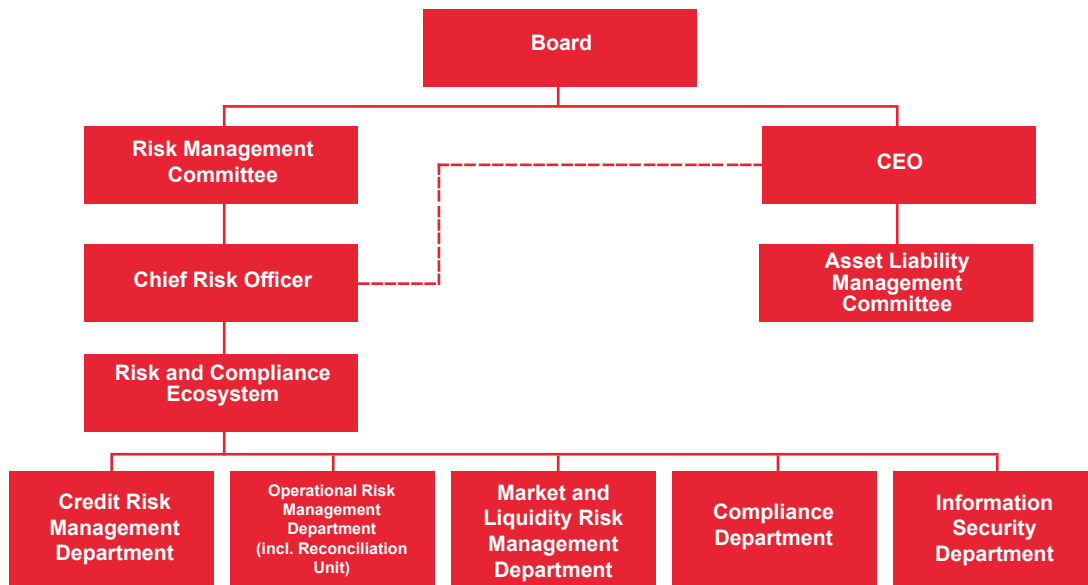 Board
Risk Management
Committee
CEO
Chief Risk Officer
Asset Liability
Management
Committee
Risk and Compliance
Ecosystem
Credit Risk
Management
Department
Operational Risk
Management
Department
(incl. Reconciliation
Unit)
Market and
Liquidity Risk
Management
Department
Compliance
Department
Information
Security
Department